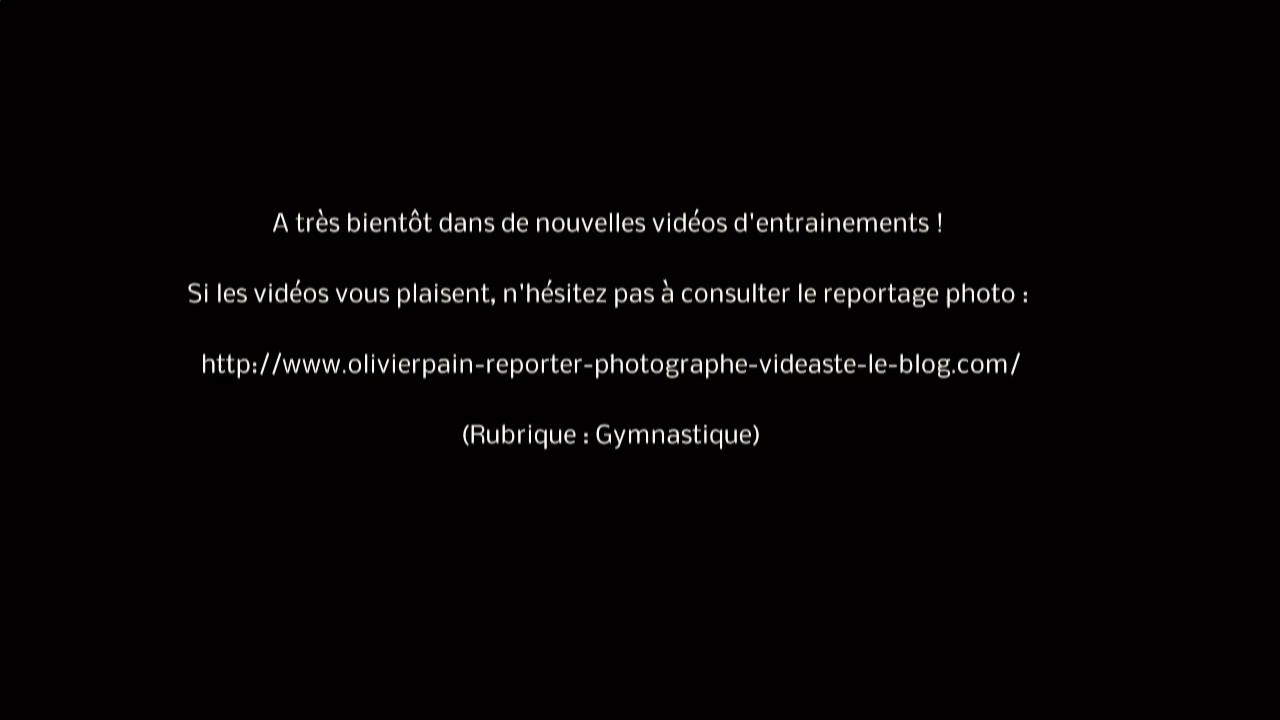 A très bientôt dans de nouvelles vidéos d'entrainements !
Si les vidéos vous plaisent, n'hésitez pas à consulter le reportage photo :
http://www.olivierpain-reporter-photographe-videaste-le-blog.com/
(Rubrique : Gymnastique)